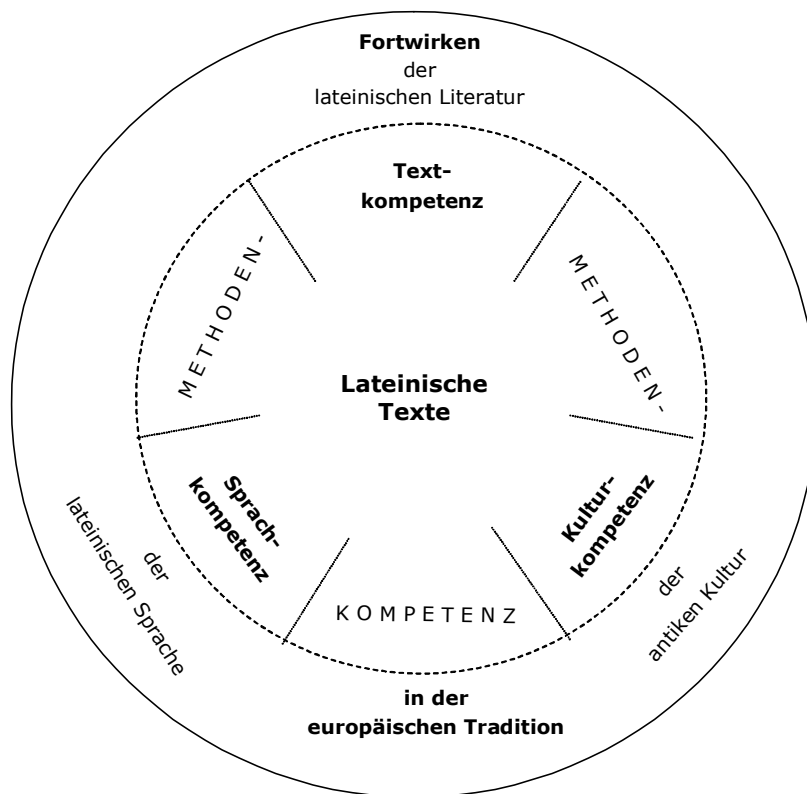 Fortwirken
der
lateinischen Literatur
Text-
kompetenz
METHODEN-
METHODEN-
Lateinische
Texte
Sprach-
kompetenz
Kultur-
kompetenz
der
lateinischen Sprache
der
antiken Kultur
KOMPETENZ
in der
europäischen Tradition